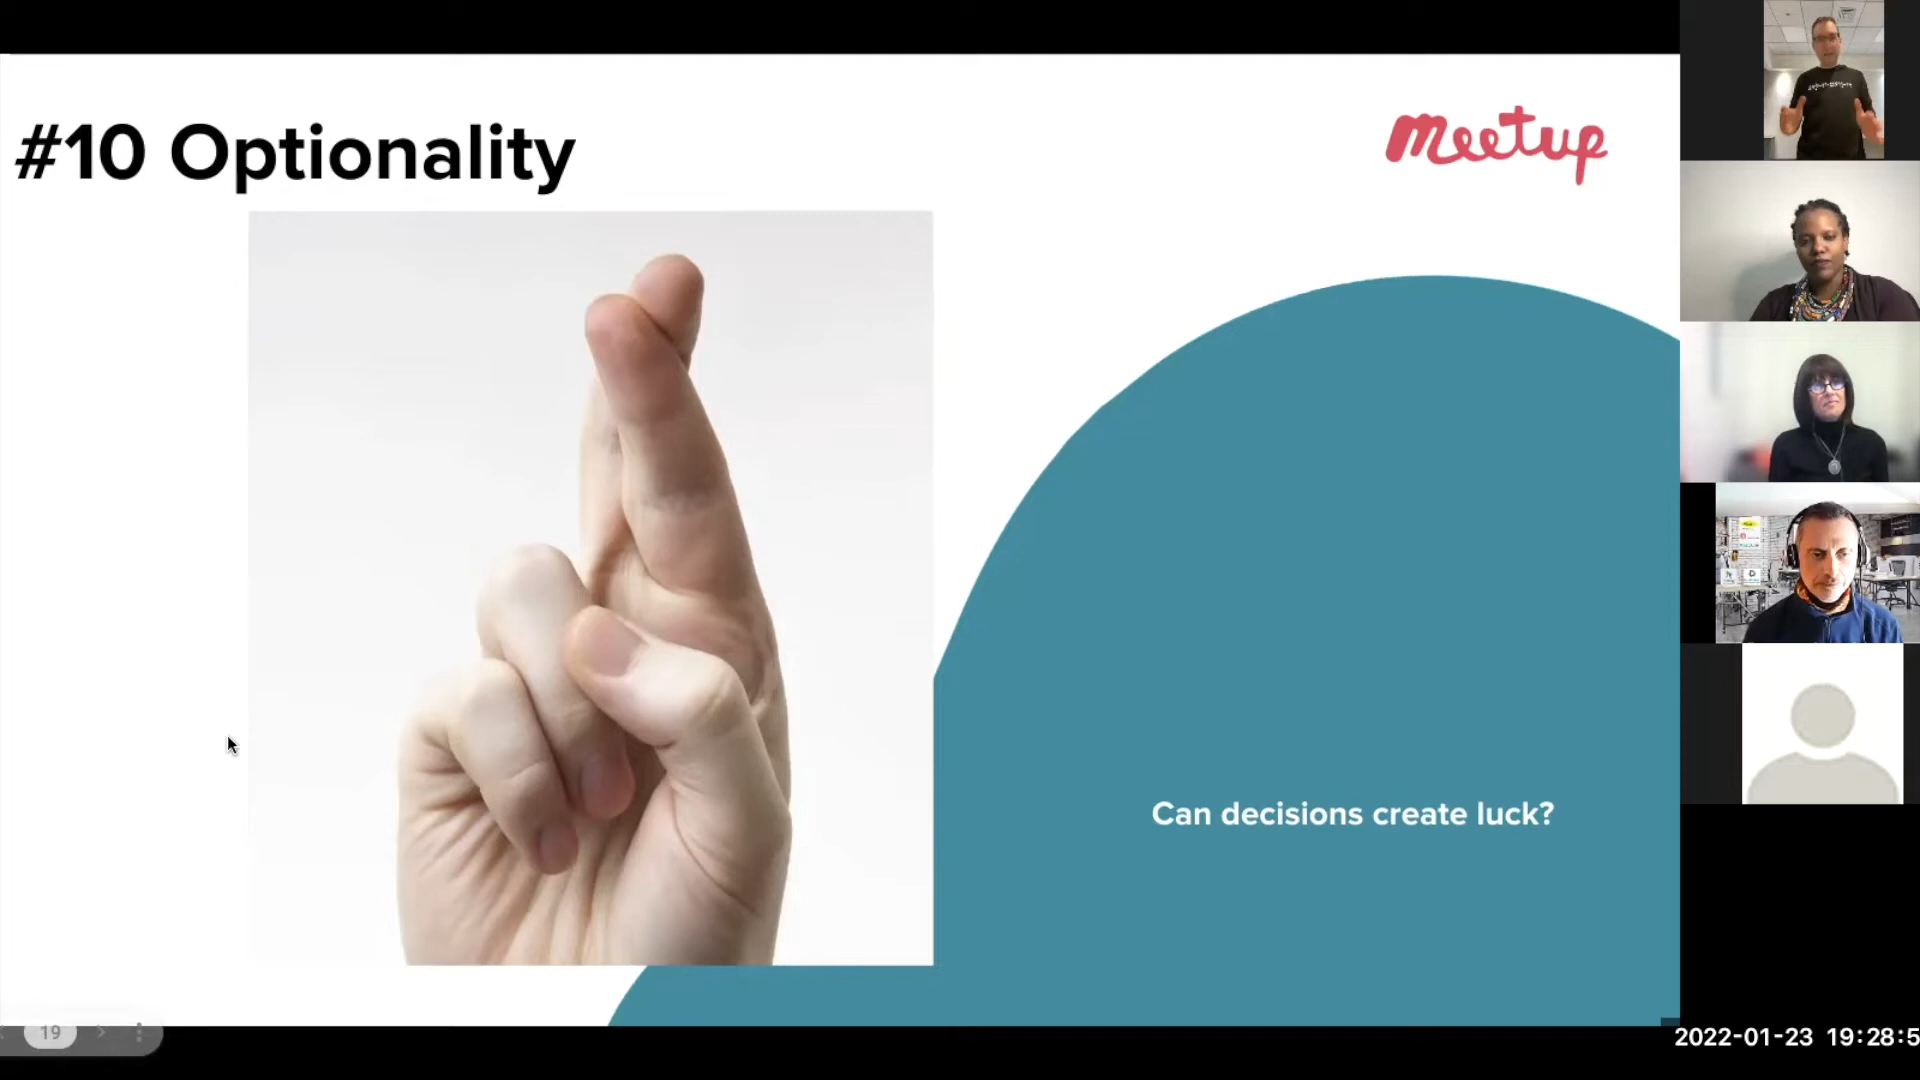 #10 Optionality
meetup
Can decisions create luck?
19
2022-01-23 19:28:5